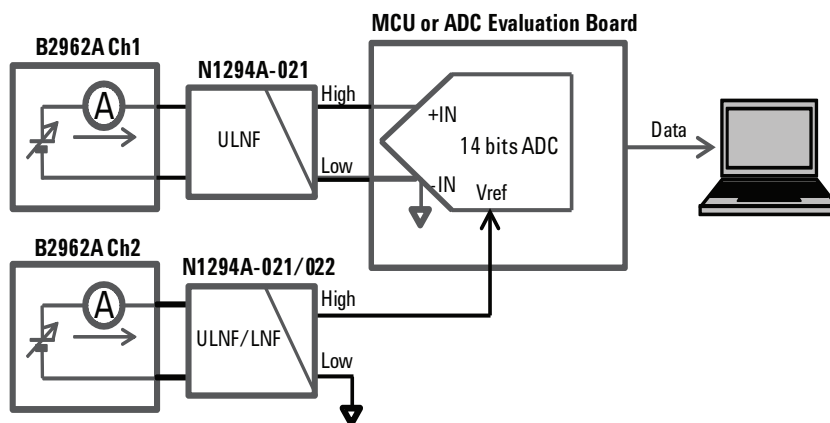 MCU or ADC Evaluation Board
B2962A Ch1
N1294A-021
A
ULNF
High
Low
+IN
-IN
14 bits ADC
Vref
Data
B2962A Ch2
N1294A-021/022
A
ULNF/LNF
High
Low